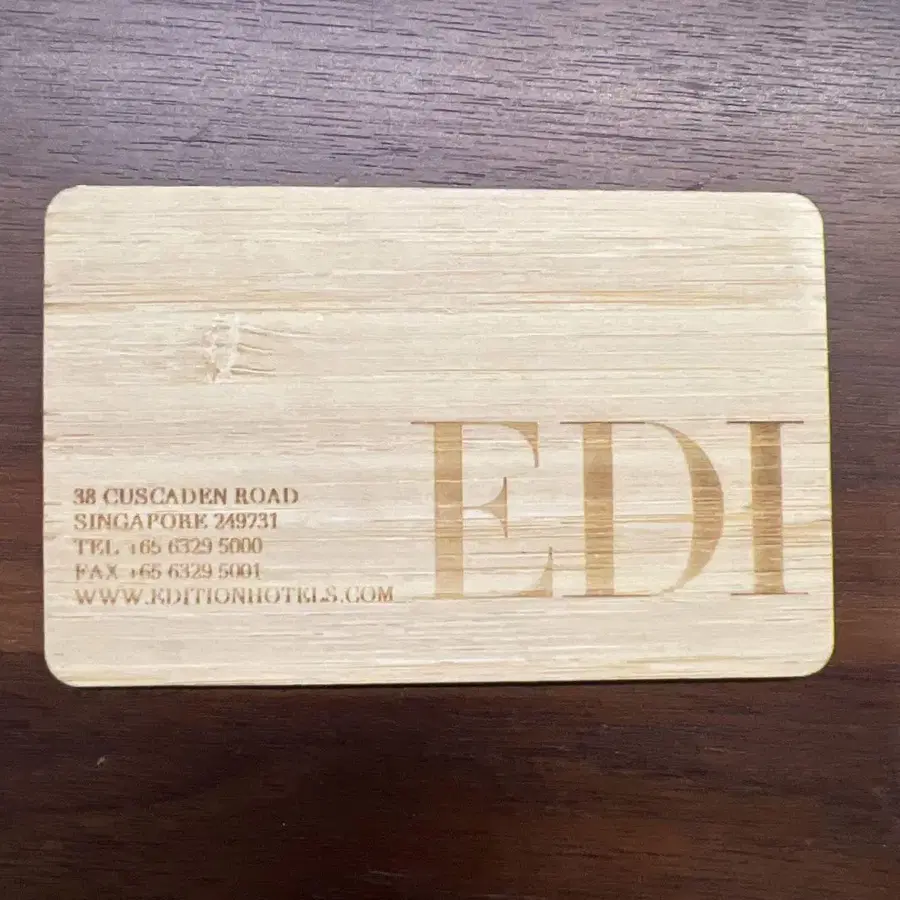 38 CUSCADEN ROAD
SINGAPORE 249731
TEL +65 6329 5000
FAX +65 6329 5001
WWW.EDITIONHOTELS.COM
EDI